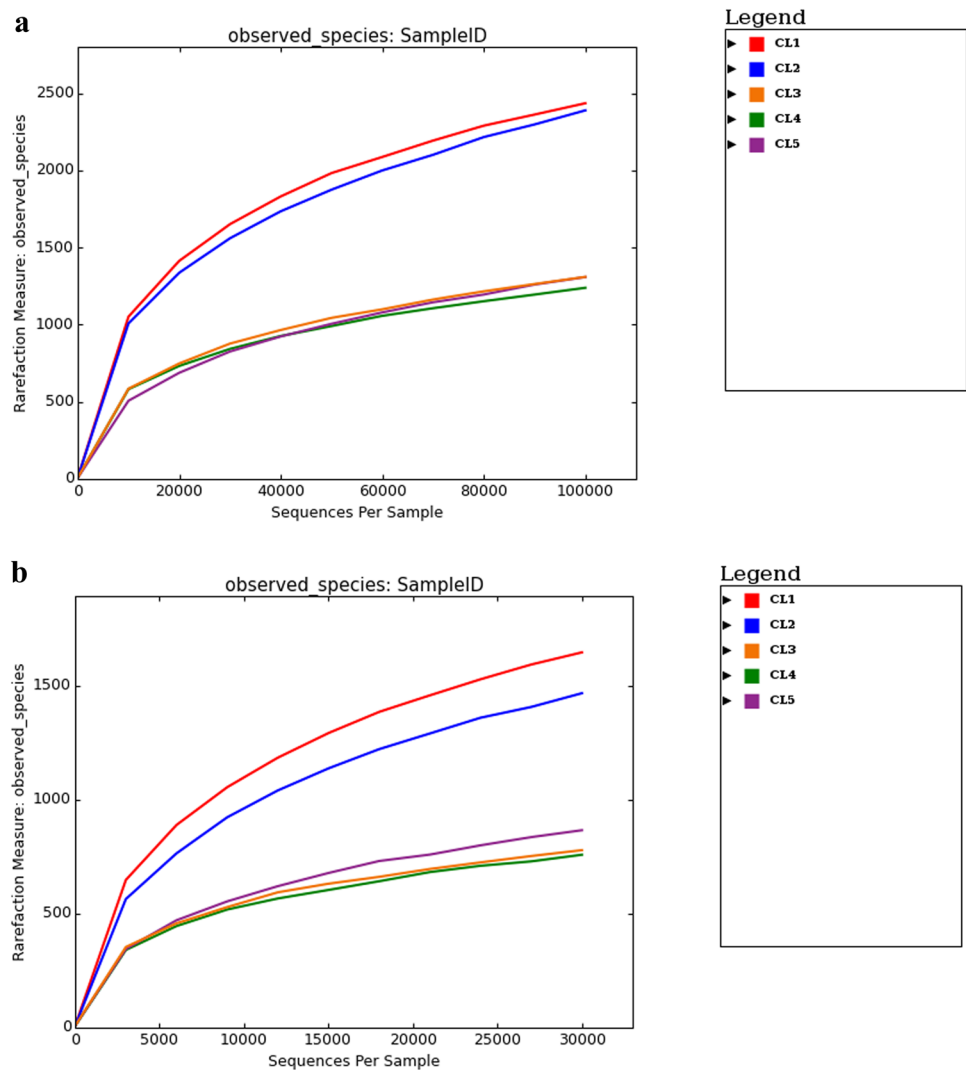 a
observed_species: SampleID
Rarefaction Measure: observed_species
2500
2000
1500
1000
500
0
0 20000 40000 60000 80000 100000
Sequences Per Sample
Legend
CL1
CL2
CL3
CL4
CL5
b
observed_species: SampleID
Rarefaction Measure: observed_species
1500
1000
500
0
0 5000 10000 15000 20000 25000 30000
Sequences Per Sample
Legend
CL1
CL2
CL3
CL4
CL5